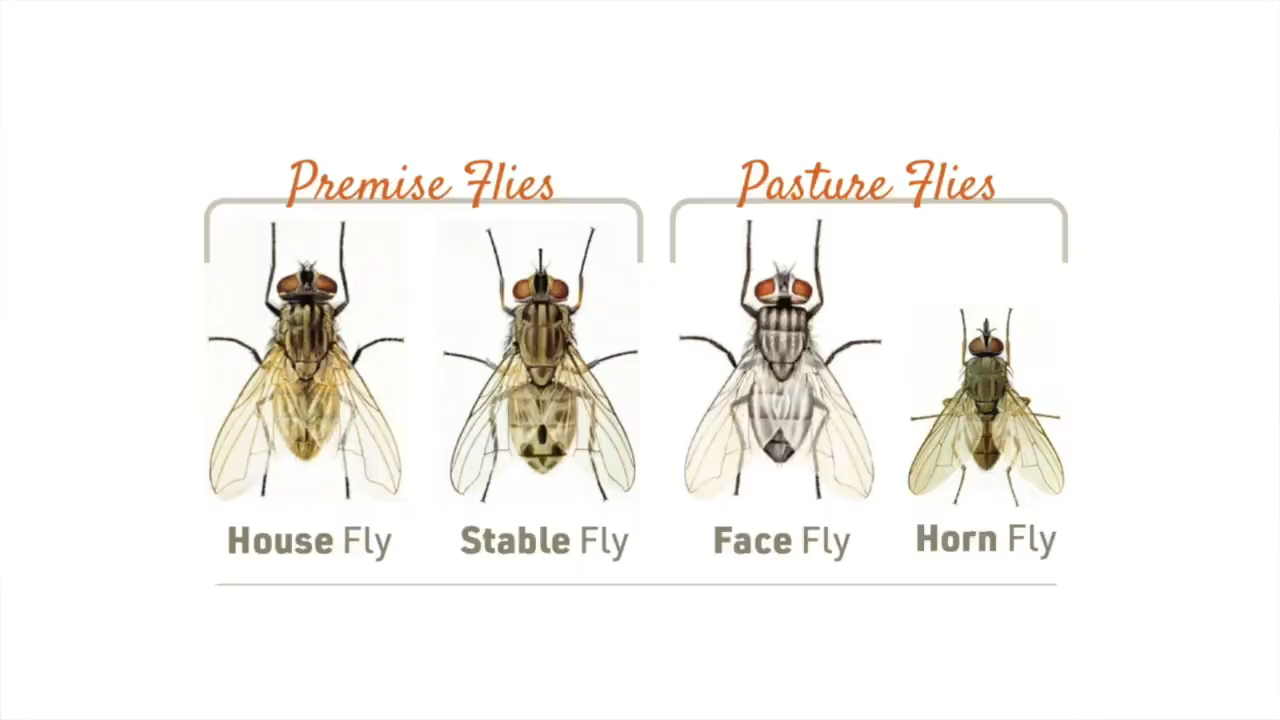 Premise Flies
Pasture Flies
House Fly
Stable Fly
Face Fly
Horn Fly